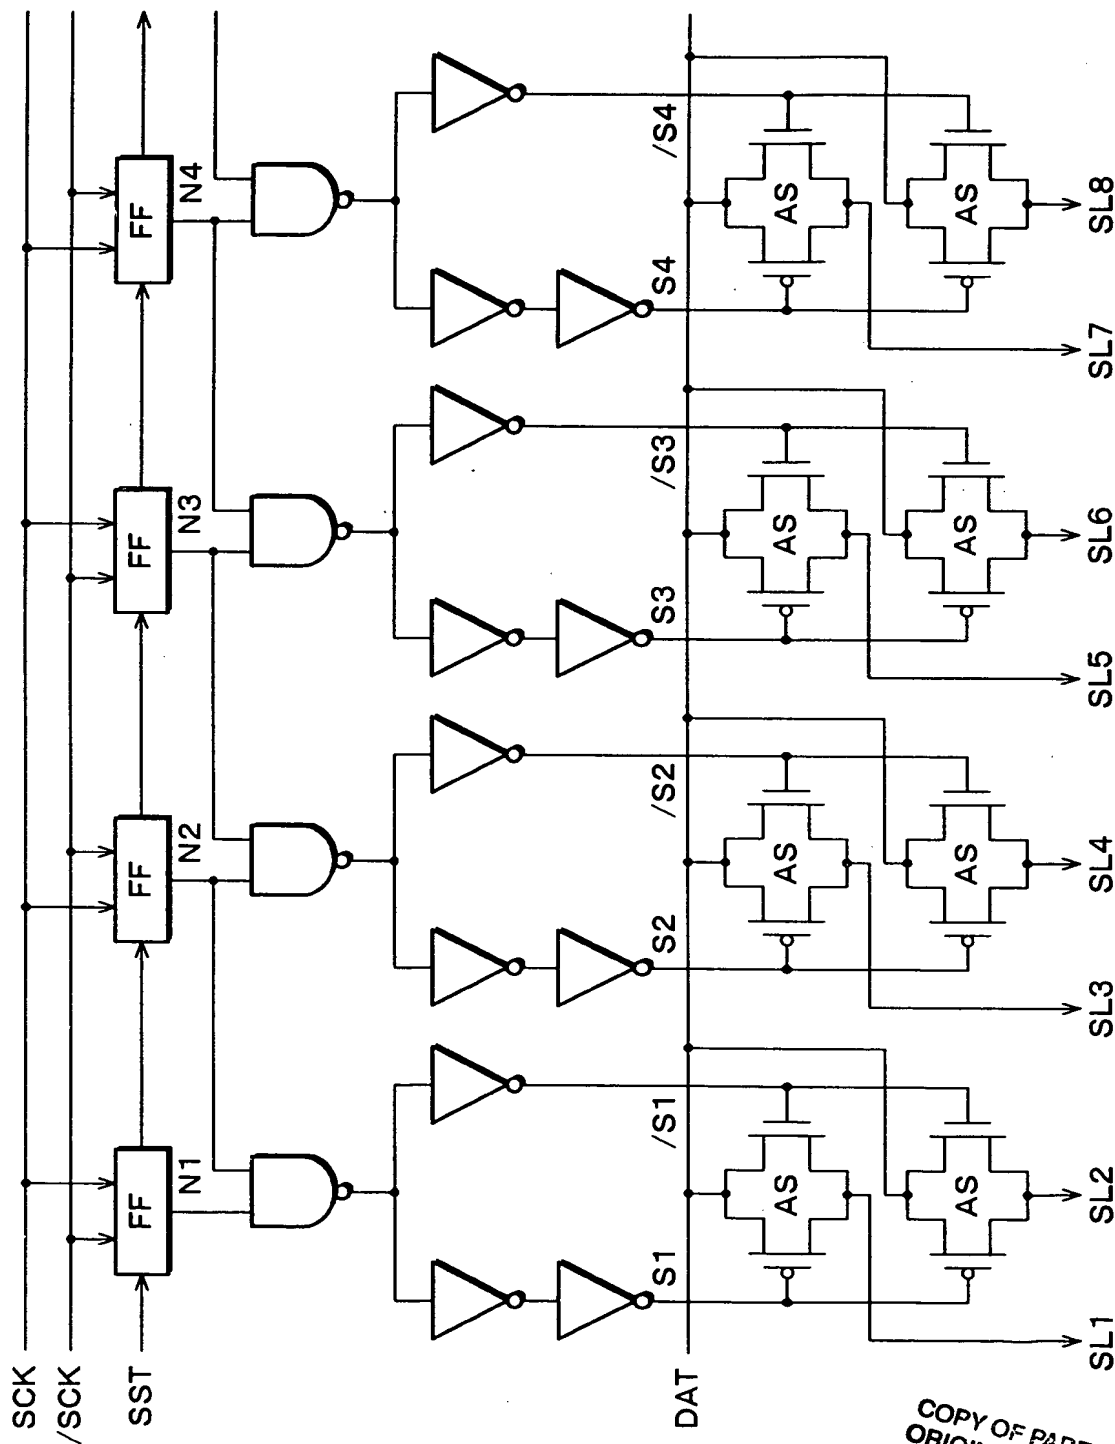 SCK
/SCK
SST
FF
FF
FF
FF
N1
N2
N3
N4
S1
/S1
S2
/S2
S3
/S3
S4
/S4
DAT
AS
AS
AS
AS
AS
AS
AS
AS
SL1
SL2
SL3
SL4
SL5
SL6
SL7
SL8
COPY OF